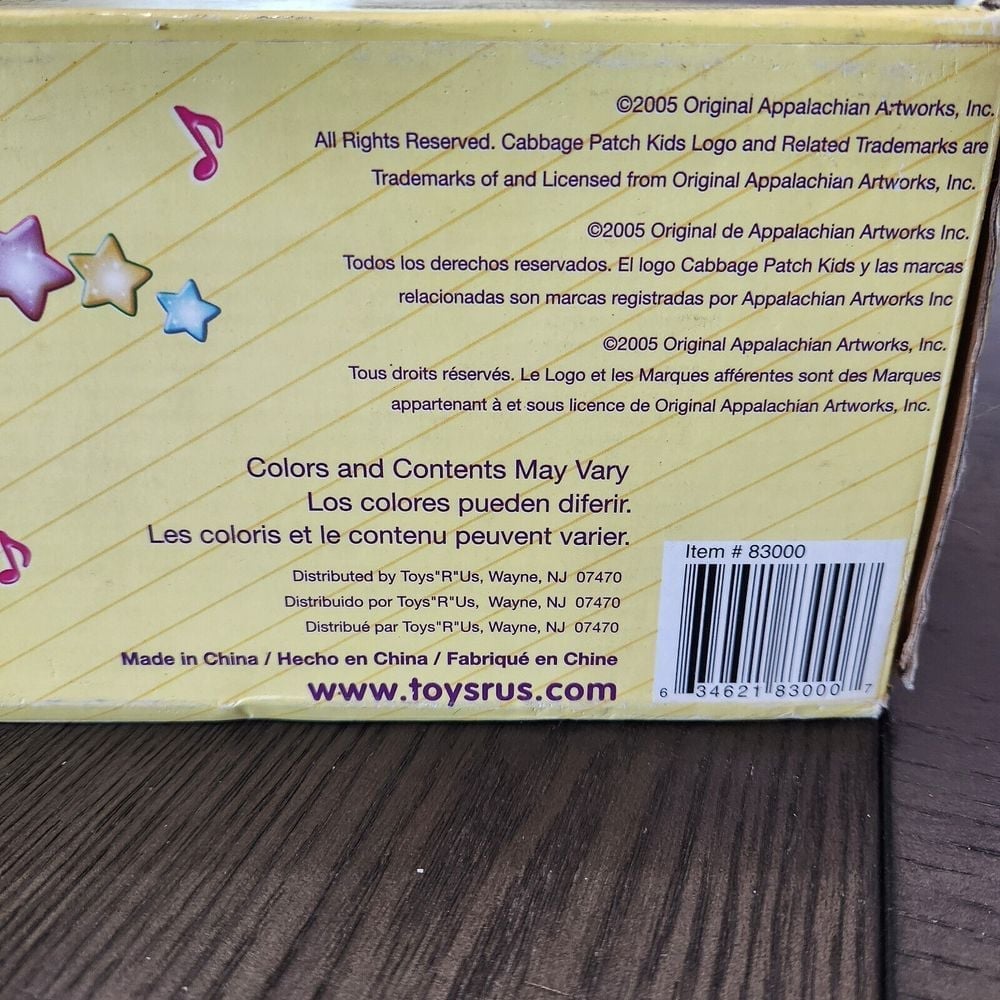 ©2005 Original Appalachian Artworks, Inc.
All Rights Reserved. Cabbage Patch Kids Logo and Related Trademarks are
Trademarks of and Licensed from Original Appalachian Artworks, Inc.
©2005 Original de Appalachian Artworks Inc.
Todos los derechos reservados. El logo Cabbage Patch Kids y las marcas
relacionadas son marcas registradas por Appalachian Artworks Inc
©2005 Original Appalachian Artworks, Inc.
Tous droits réservés. Le Logo et les Marques afférentes sont des Marques
appartenant à et sous licence de Original Appalachian Artworks, Inc.
Colors and Contents May Vary
Los colores pueden diferir.
Les coloris et le contenu peuvent varier.
Distributed by Toys"R"Us, Wayne, NJ 07470
Distribuido por Toys"R"Us, Wayne, NJ 07470
Distribué par Toys"R"Us, Wayne, NJ 07470
Made in China / Hecho en China / Fabriqué en Chine
www.toysrus.com
Item # 83000
6 34621 83000 7